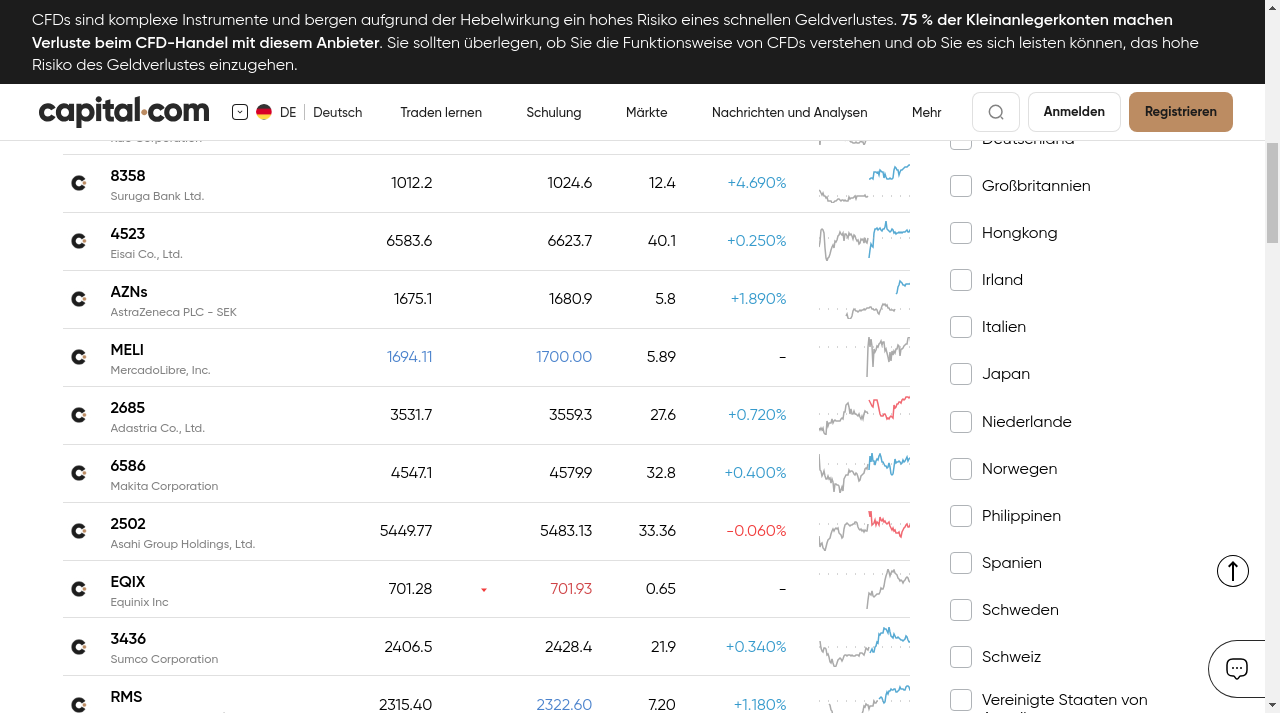 CFDs sind komplexe Instrumente und bergen aufgrund der Hebelwirkung ein hohes Risiko eines schnellen Geldverlustes. 75 % der Kleinanlegerkonten machen
Verluste beim CFD-Handel mit diesem Anbieter. Sie sollten überlegen, ob Sie die Funktionsweise von CFDs verstehen und ob Sie es sich leisten können, das hohe
Risiko des Geldverlustes einzugehen.
capital.com DE Deutsch Traden lernen Schulung Märkte Nachrichten und Analysen Mehr Anmelden Registrieren
Deutschland
8358 1012.2 1024.6 12.4 +4.690%
Suruga Bank Ltd.
Großbritannien
4523 6583.6 6623.7 40.1 +0.250%
Eisai Co., Ltd.
Hongkong
AZNs 1675.1 1680.9 5.8 +1.890%
AstraZeneca PLC - SEK
Irland
MELI 1694.11 1700.00 5.89 -
MercadoLibre, Inc.
Italien
Japan
2685 3531.7 3559.3 27.6 +0.720%
Adastria Co., Ltd.
Niederlande
6586 4547.1 4579.9 32.8 +0.400%
Makita Corporation
Norwegen
2502 5449.77 5483.13 33.36 -0.060%
Asahi Group Holdings, Ltd.
Philippinen
Spanien
EQIX 701.28 701.93 0.65 -
Equinix Inc
Schweden
3436 2406.5 2428.4 21.9 +0.340%
Sumco Corporation
Schweiz
RMS 2315.40 2322.60 7.20 +1.180%
Vereinigte Staaten von